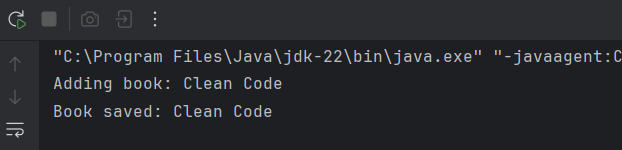 "C:\Program Files\Java\jdk-22\bin\java.exe" "-javaagent:C
Adding book: Clean Code
Book saved: Clean Code